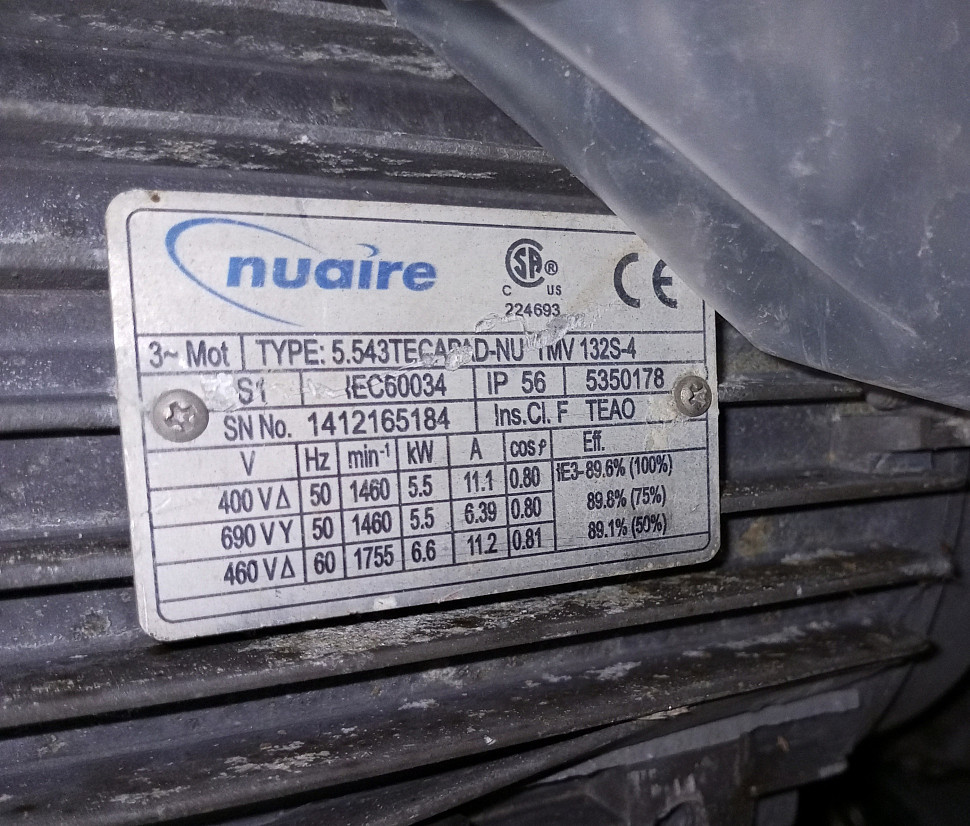 nuaire
C SA ® US
224693
CE
3~ Mot TYPE: 5.543TECAPAD-NU TMV 132S-4
S1 IEC60034 IP 56 5350178
SN No. 1412165184 Ins.Cl. F TEAO
V Hz min-1 kW A cos ρ Eff.
400 V Δ 50 1460 5.5 11.1 0.80 IE3-89.6% (100%)
690 V Y 50 1460 5.5 6.39 0.80 89.8% (75%)
460 V Δ 60 1755 6.6 11.2 0.81 89.1% (50%)